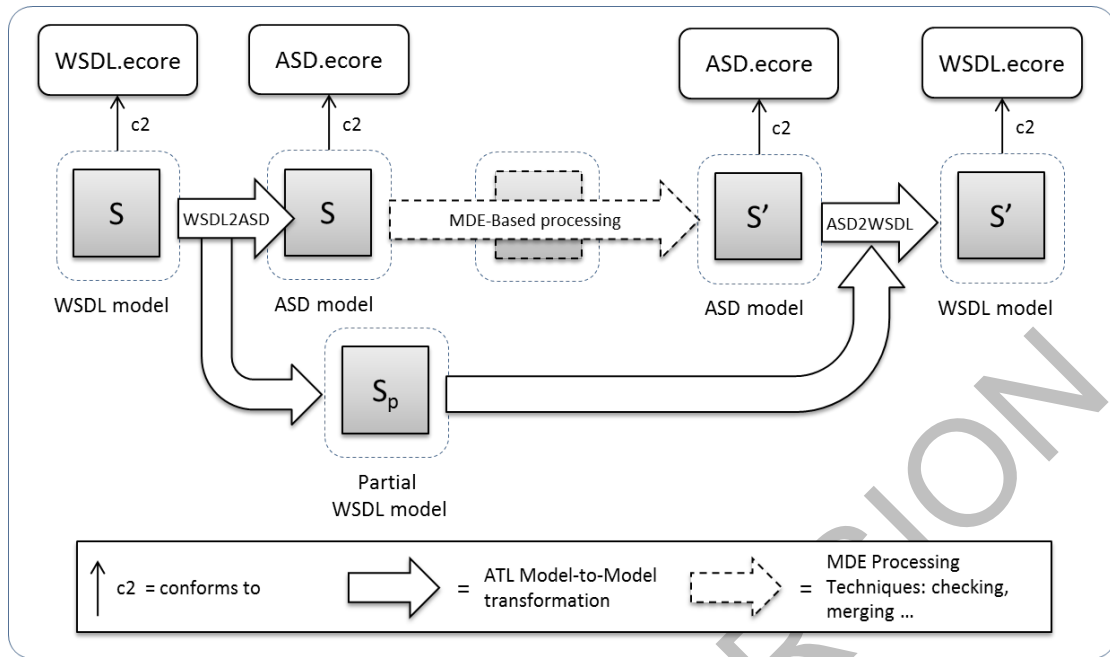 WSDL.ecore
ASD.ecore
ASD.ecore
WSDL.ecore
c2
c2
c2
c2
S
WSDL2ASD
S
MDE-Based processing
S’
ASD2WSDL
S’
WSDL model
ASD model
ASD model
WSDL model
Sp
Partial
WSDL model
c2 = conforms to
=
ATL Model-to-Model
transformation
=
MDE Processing
Techniques: checking,
merging ...
RSION